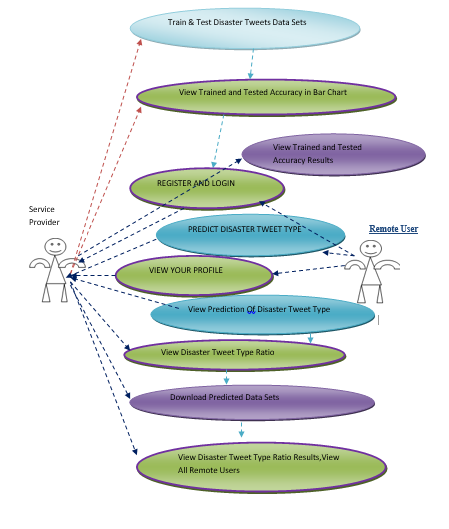 Train & Test Disaster Tweets Data Sets
View Trained and Tested Accuracy in Bar Chart
View Trained and Tested
Accuracy Results
REGISTER AND LOGIN
Service
Provider
PREDICT DISASTER TWEET TYPE
Remote User
VIEW YOUR PROFILE
View Prediction Of Disaster Tweet Type
View Disaster Tweet Type Ratio
Download Predicted Data Sets
View Disaster Tweet Type Ratio Results,View
All Remote Users